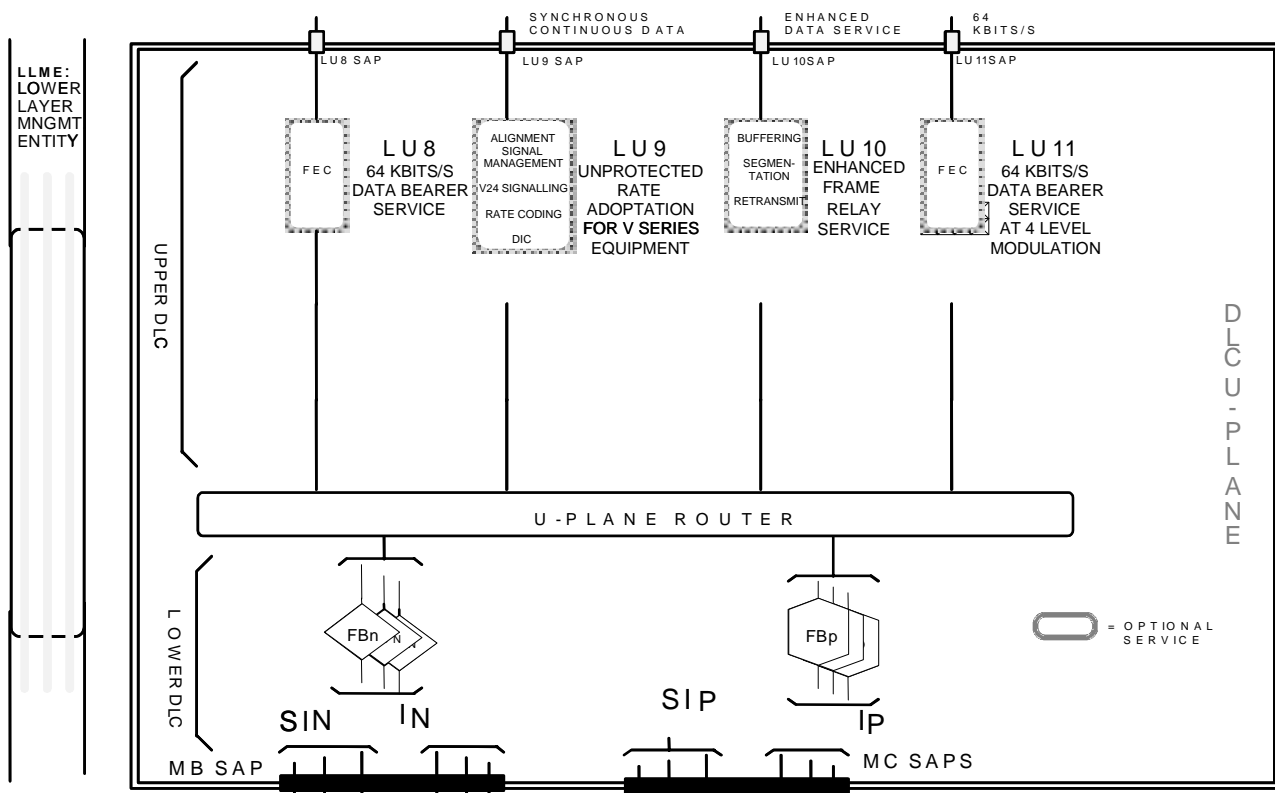 SYNCHRONOUS
CONTINUOUS DATA
ENHANCED
DATA SERVICE
64
KBITS/S
LU8 SAP
LU9 SAP
LU10SAP
LU11SAP
LLME:
LOWER
LAYER
MNGMT
ENTITY
FEC
LU8
64 KBITS/S
DATA BEARER
SERVICE
ALIGNMENT
SIGNAL
MANAGEMENT
V24 SIGNALLING
RATE CODING
DIC
LU9
UNPROTECTED
RATE
ADOPTATION
FOR V SERIES
EQUIPMENT
BUFFERING
SEGMEN-
TATION
RETRANSMIT
LU10
ENHANCED
FRAME
RELAY
SERVICE
FEC
LU11
64 KBITS/S
DATA BEARER
SERVICE
AT 4 LEVEL
MODULATION
UPPER DLC
DLC U-PLANE
U-PLANE ROUTER
LOWER DLC
FBn
N
FBp
= OPTIONAL
SERVICE
SIN
IN
SIP
IP
MB SAP
MC SAPS